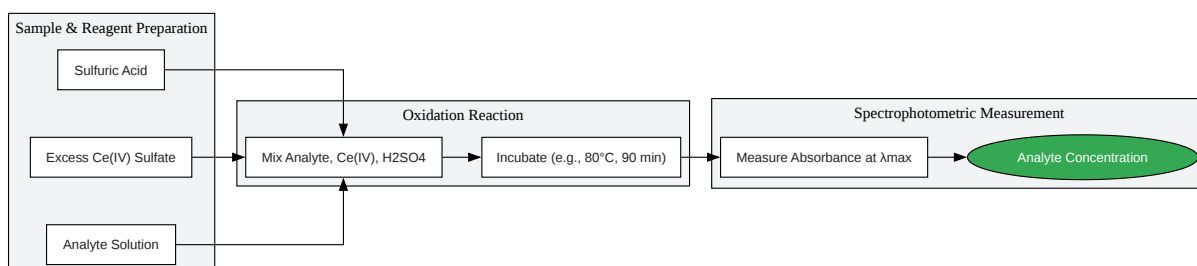 Sample & Reagent Preparation
Sulfuric Acid
Excess Ce(IV) Sulfate
Analyte Solution
Oxidation Reaction
Mix Analyte, Ce(IV), H2SO4
Incubate (e.g., 80°C, 90 min)
Spectrophotometric Measurement
Measure Absorbance at λmax
Analyte Concentration